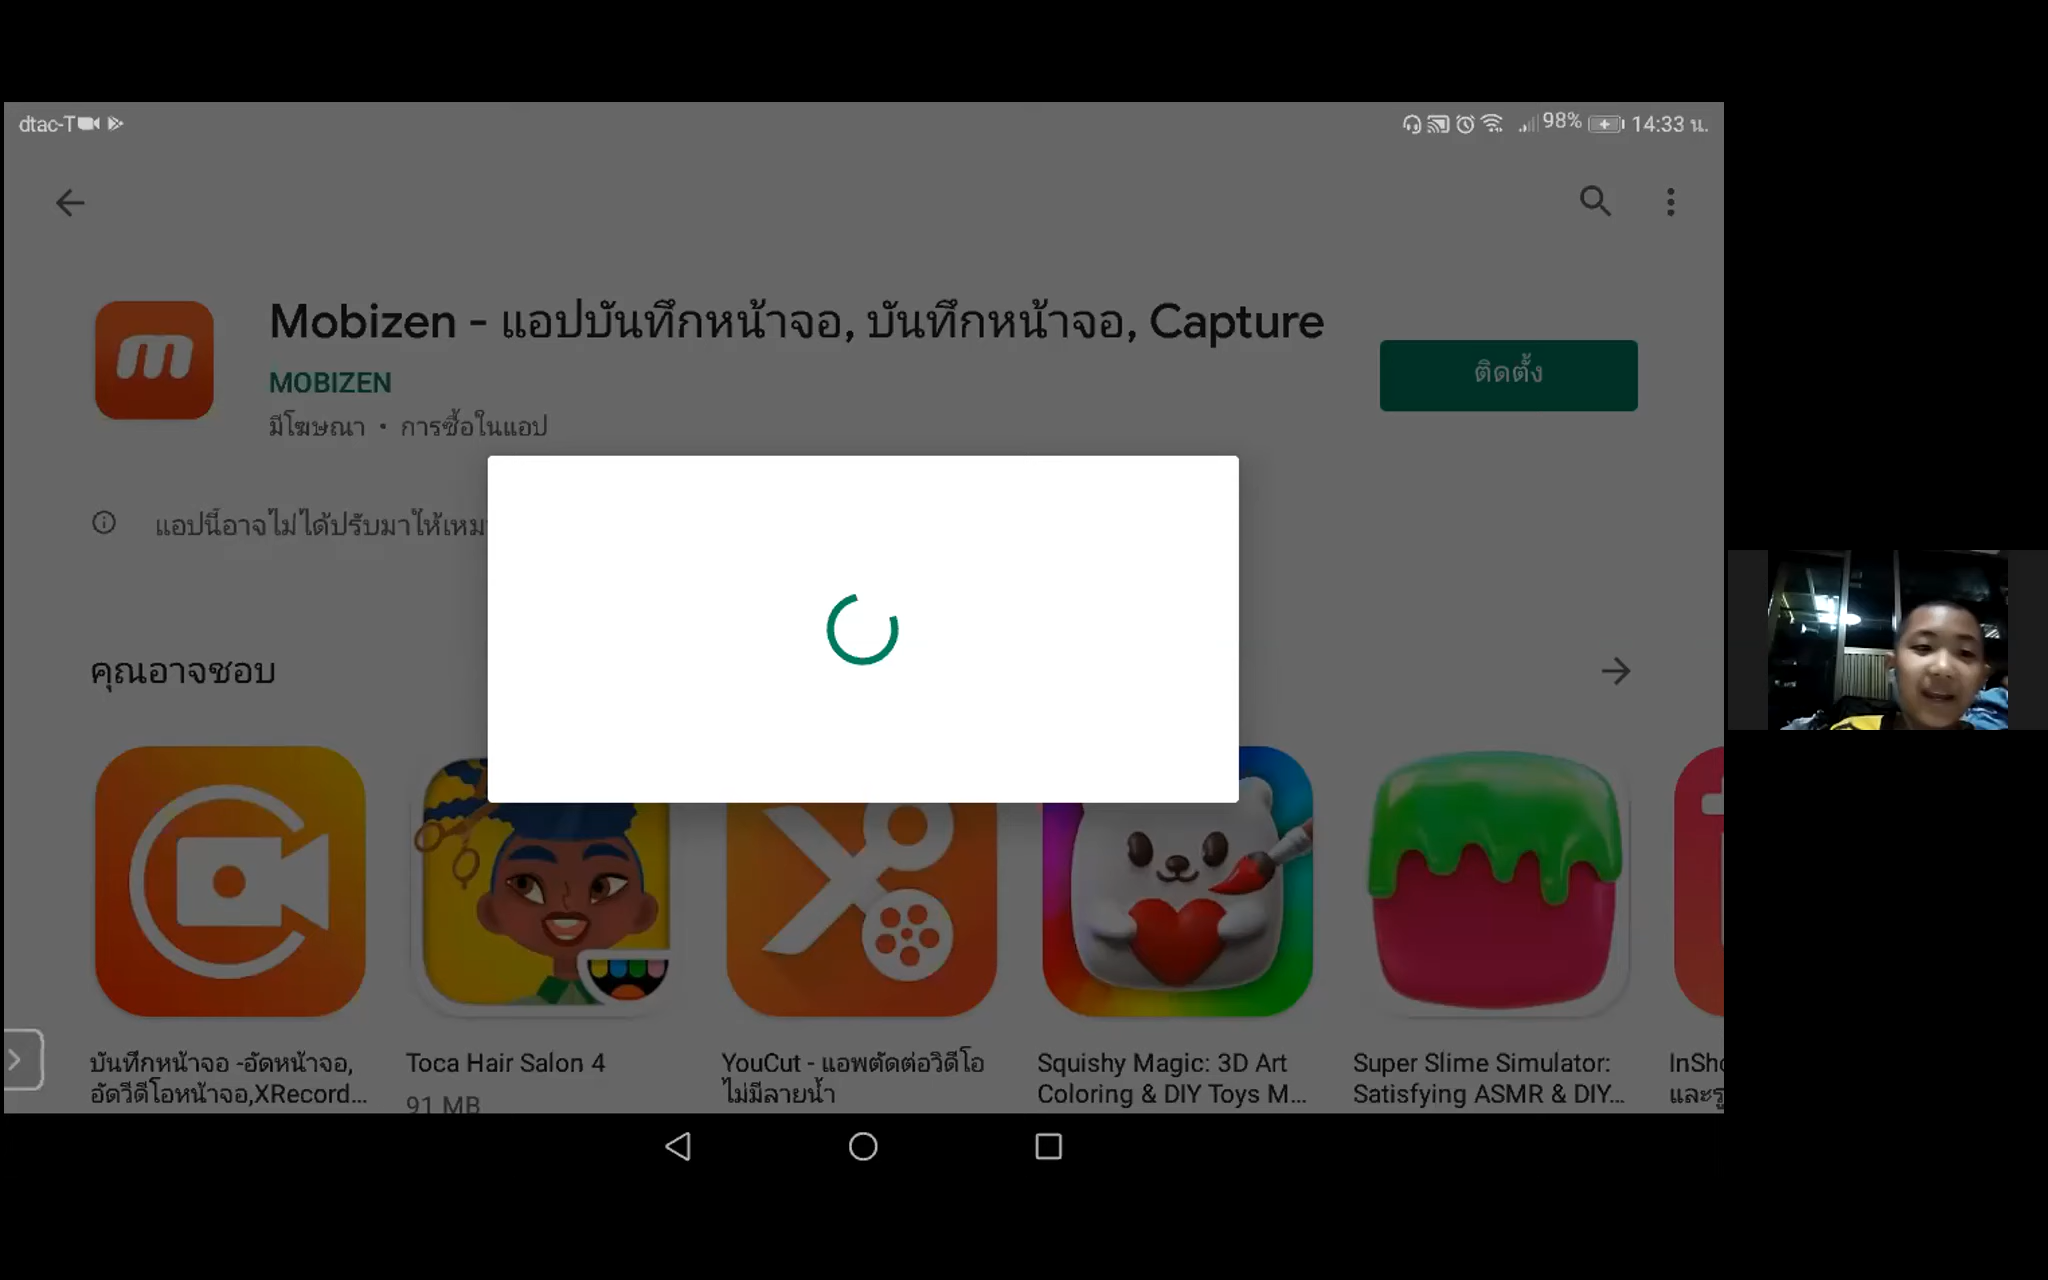 dtac-T
98%
14:33 น.
Mobizen - แอปบันทึกหน้าจอ, บันทึกหน้าจอ, Capture
MOBIZEN
มีโฆษณา • การซื้อในแอป
ติดตั้ง
แอปนี้อาจไม่ได้ปรับมาให้เหม
คุณอาจชอบ
บันทึกหน้าจอ -อัดหน้าจอ,
อัดวีดีโอหน้าจอ,XRecord...
Toca Hair Salon 4
91 MB
YouCut - แอพตัดต่อวิดีโอ
ไม่มีลายน้ำ
Squishy Magic: 3D Art
Coloring & DIY Toys M...
Super Slime Simulator:
Satisfying ASMR & DIY...
InSho
และรู